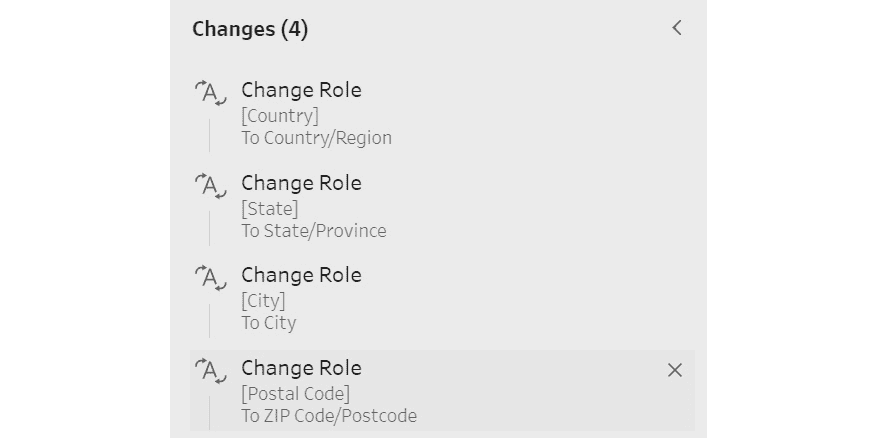 Changes (4)
Change Role
[Country]
To Country/Region
Change Role
[State]
To State/Province
Change Role
[City]
To City
Change Role
[Postal Code]
To ZIP Code/Postcode